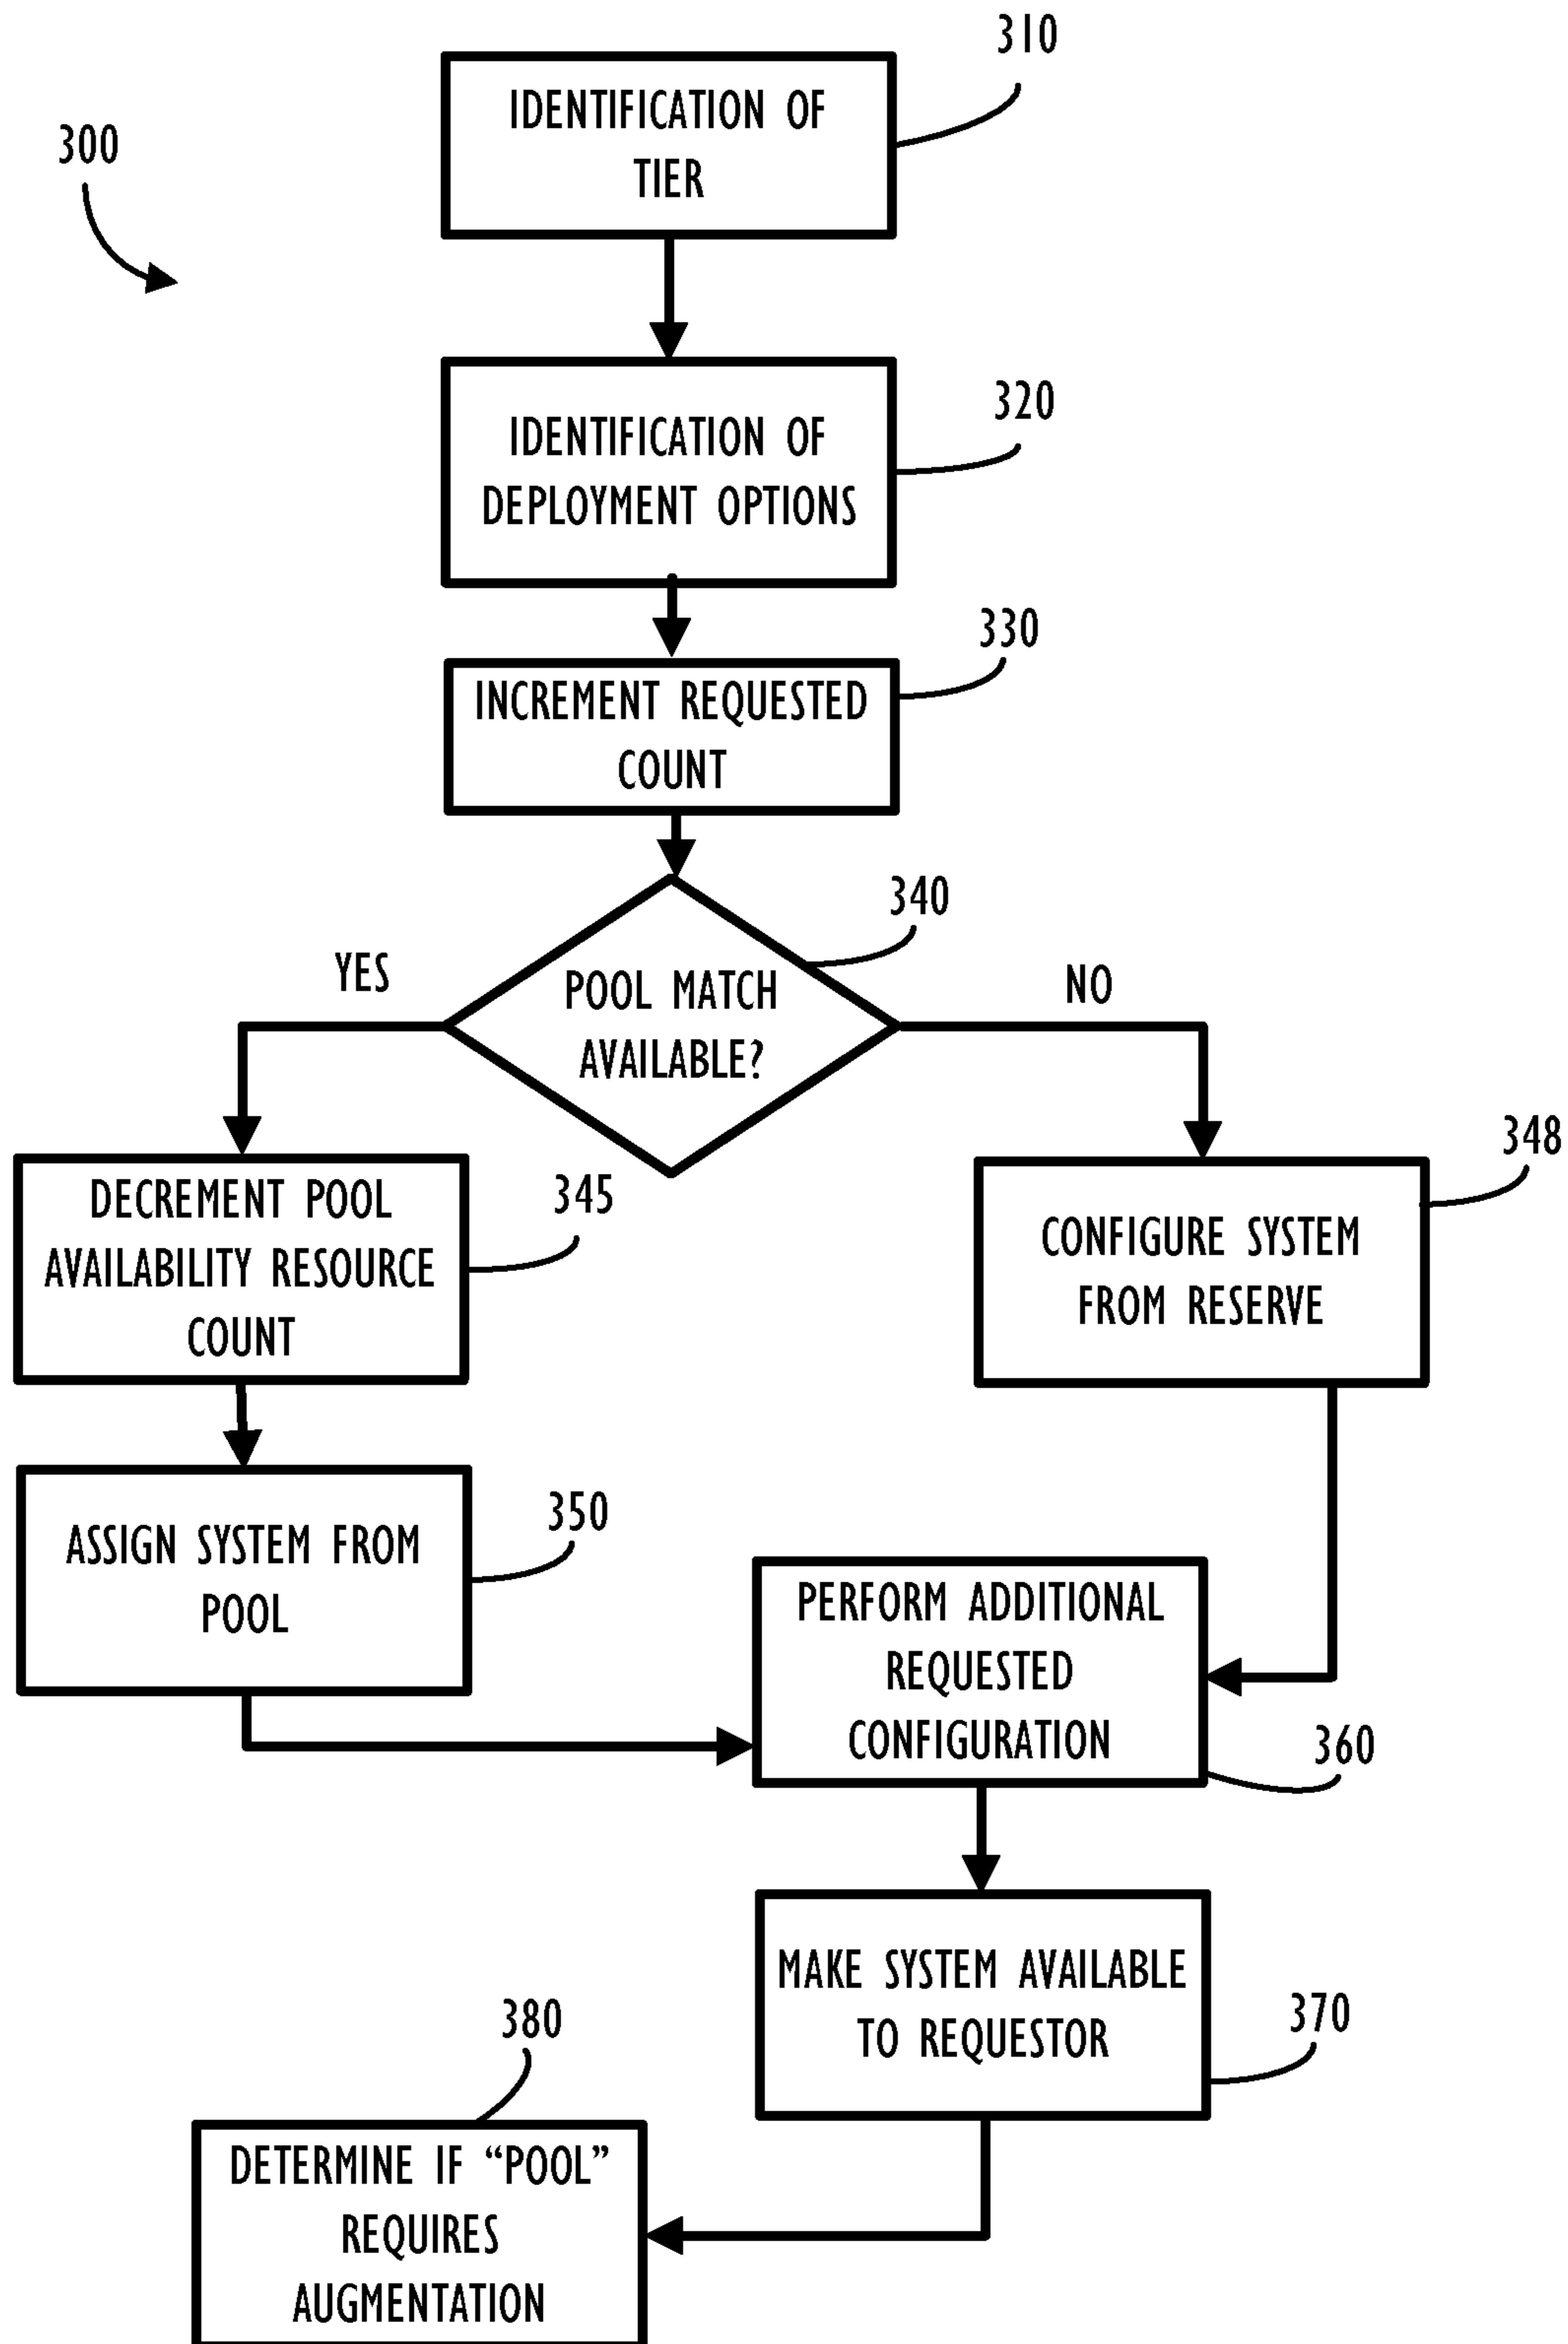 310
IDENTIFICATION OF
TIER
300
320
IDENTIFICATION OF
DEPLOYMENT OPTIONS
330
INCREMENT REQUESTED
COUNT
340
YES
POOL MATCH
AVAILABLE?
NO
348
DECREMENT POOL
AVAILABILITY RESOURCE
COUNT
345
CONFIGURE SYSTEM
FROM RESERVE
350
ASSIGN SYSTEM FROM
POOL
PERFORM ADDITIONAL
REQUESTED
CONFIGURATION
360
MAKE SYSTEM AVAILABLE
TO REQUESTOR
370
380
DETERMINE IF “POOL”
REQUIRES
AUGMENTATION